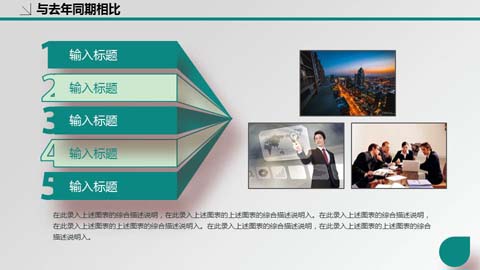 与去年同期相比
1 输入标题
2 输入标题
3 输入标题
4 输入标题
5 输入标题
在此录入上述图表的综合描述说明，在此录入上述图表的上述图表的综合描述说明入。在此录入上述图表的综合描述说明，
在此录入上述图表的上述图表的综合描述说明入。在此录入上述图表的综合描述说明，在此录入上述图表的上述图表的综合
描述说明入。